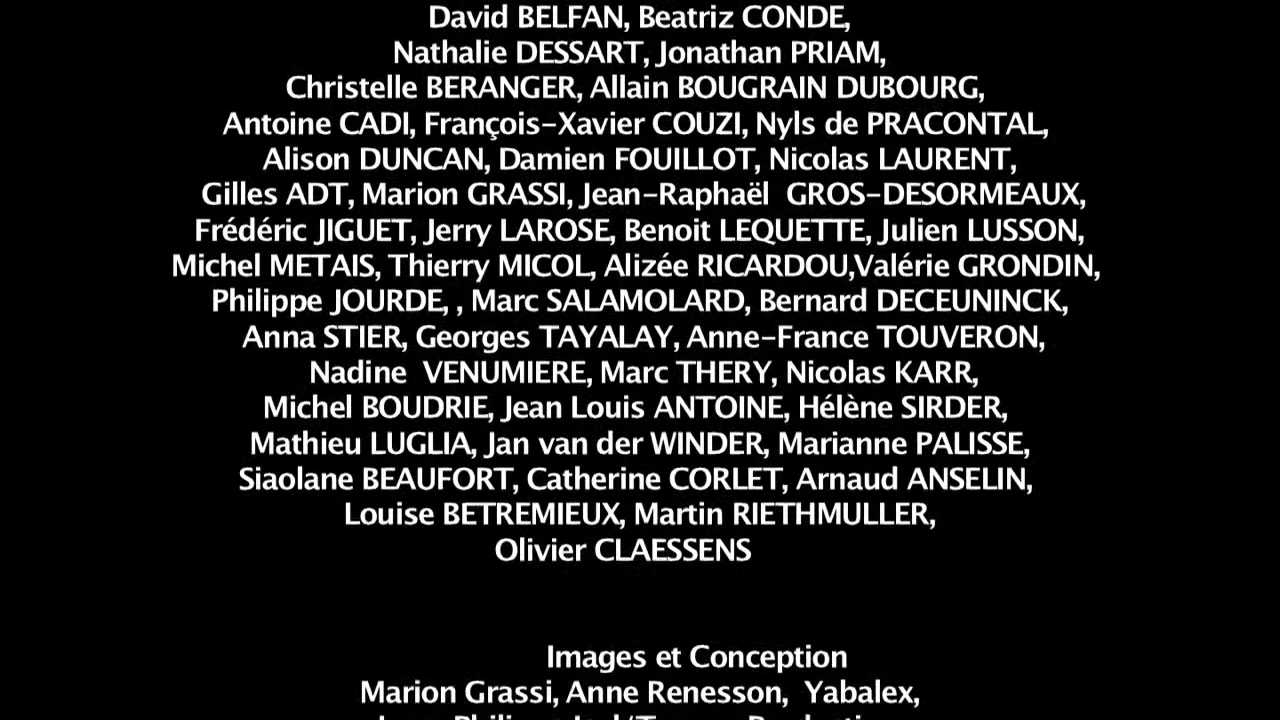 David BELFAN, Beatriz CONDE,
Nathalie DESSART, Jonathan PRIAM,
Christelle BERANGER, Allain BOUGRAIN DUBOURG,
Antoine CADI, François-Xavier COUZI, Nyls de PRACONTAL,
Alison DUNCAN, Damien FOUILLOT, Nicolas LAURENT,
Gilles ADT, Marion GRASSI, Jean-Raphaël  GROS-DESORMEAUX,
Frédéric JIGUET, Jerry LAROSE, Benoit LEQUETTE, Julien LUSSON,
Michel METAIS, Thierry MICOL, Alizée RICARDOU,Valérie GRONDIN,
Philippe JOURDE, , Marc SALAMOLARD, Bernard DECEUNINCK,
Anna STIER, Georges TAYALAY, Anne-France TOUVERON,
Nadine  VENUMIERE, Marc THERY, Nicolas KARR,
Michel BOUDRIE, Jean Louis ANTOINE, Hélène SIRDER,
Mathieu LUGLIA, Jan van der WINDER, Marianne PALISSE,
Siaolane BEAUFORT, Catherine CORLET, Arnaud ANSELIN,
Louise BETREMIEUX, Martin RIETHMULLER,
Olivier CLAESSENS
Images et Conception
Marion Grassi, Anne Renesson,  Yabalex,